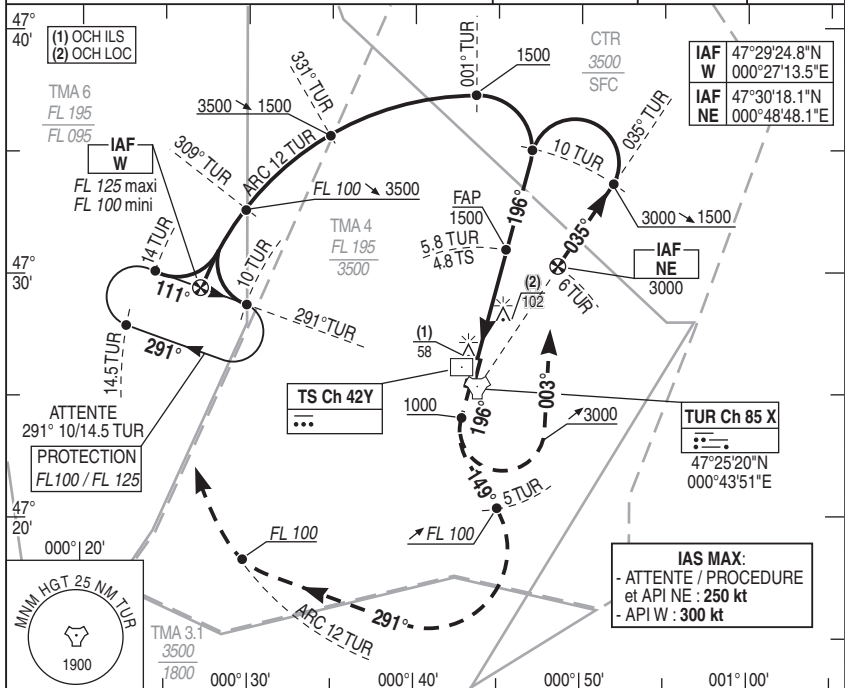 47°
40'
(1) OCH ILS
(2) OCH LOC
TMA 6
FL 195
FL 095
IAF
W
FL 125 maxi
FL 100 mini
3500 ↘ 1500
331° TUR
001° TUR
1500
CTR
3500
SFC
IAF
W
47°29'24.8"N
000°27'13.5"E
IAF
NE
47°30'18.1"N
000°48'48.1"E
309° TUR
ARC 12 TUR
FL 100 ↘ 3500
10 TUR
035° TUR
TMA 4
FL 195
3500
FAP
1500
196°
035°
3000 ↘ 1500
5.8 TUR
4.8 TS
IAF
NE
3000
6 TUR
47°
30'
14 TUR
111°
10 TUR
291° TUR
(2)
102
(1)
58
14.5 TUR
291°
TS Ch 42Y
196°
003°
1000
↗3000
TUR Ch 85 X
47°25'20"N
000°43'51"E
ATTENTE
291° 10/14.5 TUR
PROTECTION
FL100 / FL 125
149°
5 TUR
↗ FL 100
47°
20'
000° 20'
FL 100
ARC 12 TUR
291°
IAS MAX:
- ATTENTE / PROCEDURE
et API NE : 250 kt
- API W : 300 kt
MNM HGT 25 NM TUR
1900
TMA 3.1
3500
1800
000° 30'
000° 40'
000° 50'
001° 00'